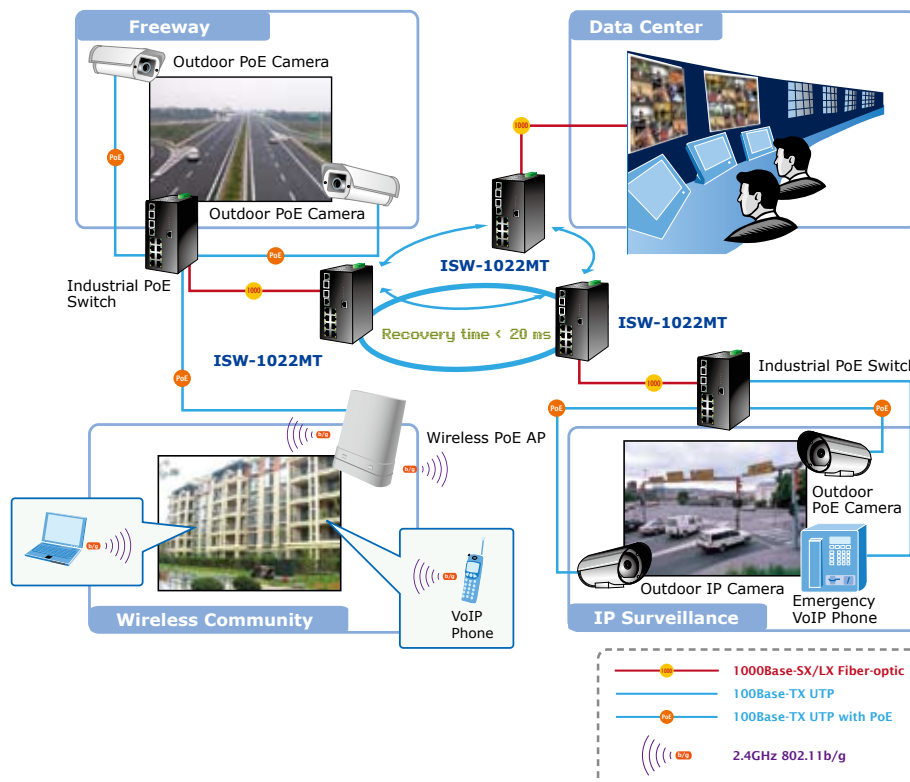 Freeway
Data Center
Outdoor PoE Camera
1000
PoE
Outdoor PoE Camera
PoE
ISW-1022MT
Industrial PoE
Switch
1000
Recovery time < 20 ms
ISW-1022MT
ISW-1022MT
Industrial PoE Switch
PoE
1000
PoE
PoE
b/g
Wireless PoE AP
b/g
Outdoor
PoE Camera
b/g
b/g
VoIP
Phone
Outdoor IP Camera
Emergency
VoIP Phone
Wireless Community
IP Surveillance
1000
1000Base-SX/LX Fiber-optic
100Base-TX UTP
PoE
100Base-TX UTP with PoE
b/g
2.4GHz 802.11b/g